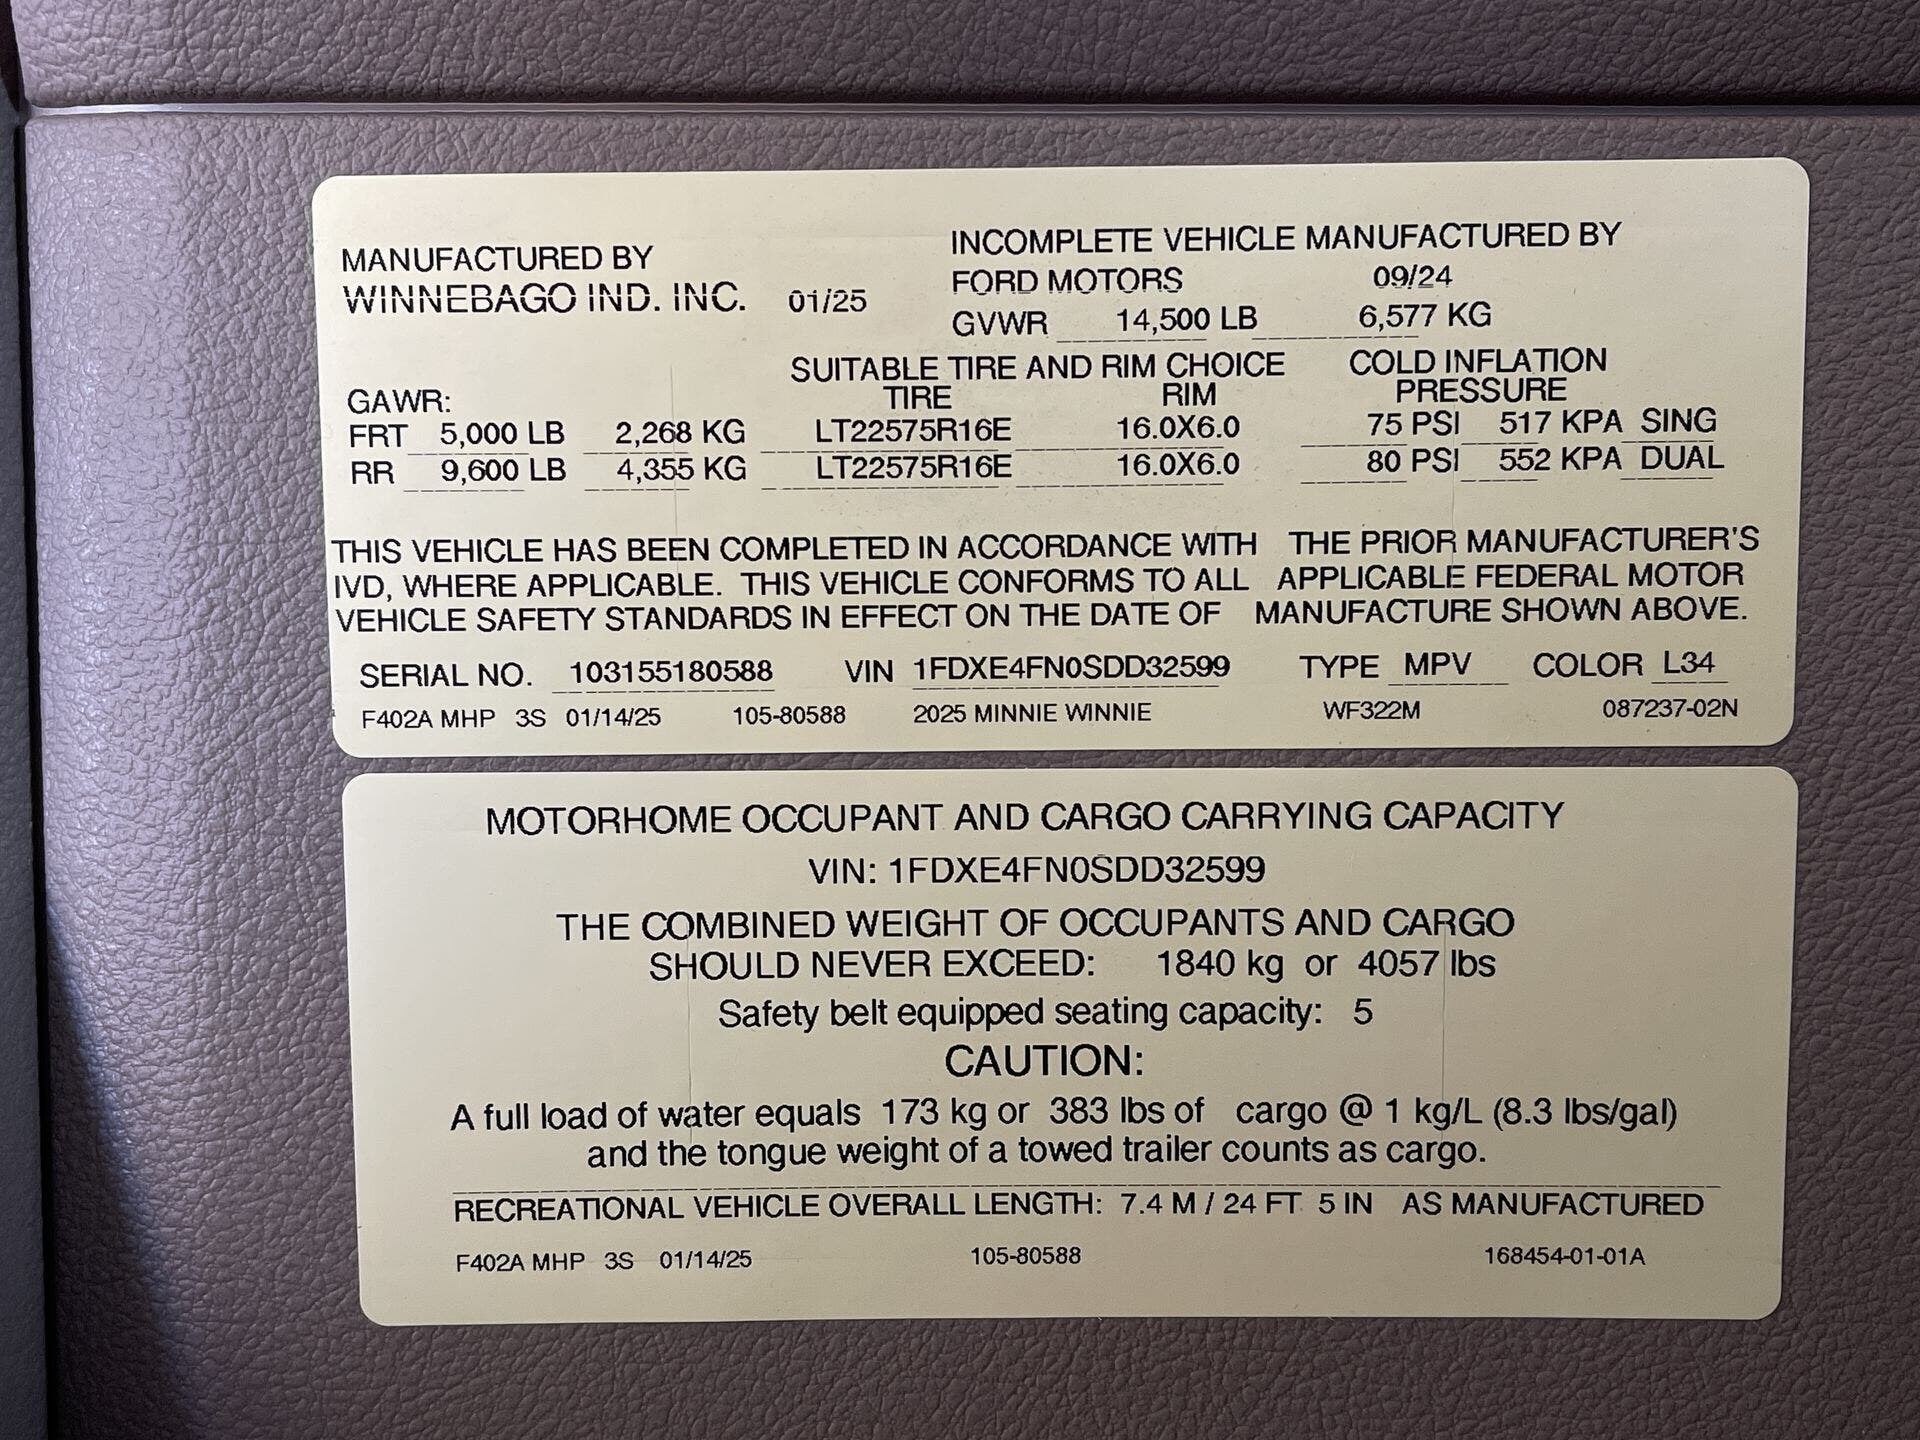 MANUFACTURED BY
WINNEBAGO IND. INC. 01/25
INCOMPLETE VEHICLE MANUFACTURED BY
FORD MOTORS 09/24
GVWR 14,500 LB 6,577 KG
SUITABLE TIRE AND RIM CHOICE COLD INFLATION
GAWR: TIRE RIM PRESSURE
FRT 5,000 LB 2,268 KG LT22575R16E 16.0X6.0 75 PSI 517 KPA SING
RR 9,600 LB 4,355 KG LT22575R16E 16.0X6.0 80 PSI 552 KPA DUAL
THIS VEHICLE HAS BEEN COMPLETED IN ACCORDANCE WITH THE PRIOR MANUFACTURER'S
IVD, WHERE APPLICABLE. THIS VEHICLE CONFORMS TO ALL APPLICABLE FEDERAL MOTOR
VEHICLE SAFETY STANDARDS IN EFFECT ON THE DATE OF MANUFACTURE SHOWN ABOVE.
SERIAL NO. 103155180588 VIN 1FDXE4FN0SDD32599 TYPE MPV COLOR L34
F402A MHP 3S 01/14/25 105-80588 2025 MINNIE WINNIE WF322M 087237-02N
MOTORHOME OCCUPANT AND CARGO CARRYING CAPACITY
VIN: 1FDXE4FN0SDD32599
THE COMBINED WEIGHT OF OCCUPANTS AND CARGO
SHOULD NEVER EXCEED: 1840 kg or 4057 lbs
Safety belt equipped seating capacity: 5
CAUTION:
A full load of water equals 173 kg or 383 lbs of cargo @ 1 kg/L (8.3 lbs/gal)
and the tongue weight of a towed trailer counts as cargo.
RECREATIONAL VEHICLE OVERALL LENGTH: 7.4 M / 24 FT 5 IN AS MANUFACTURED
F402A MHP 3S 01/14/25 105-80588 168454-01-01A